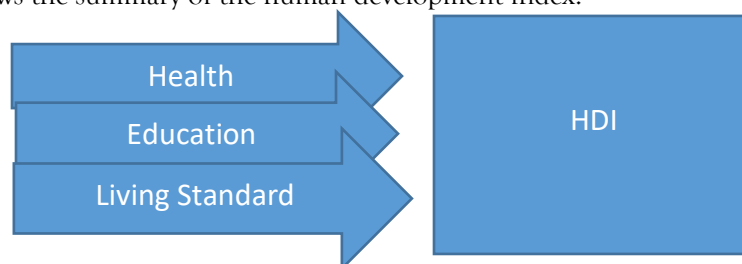 the summary of the human development index.
Health
HDI
Education
Living Standard